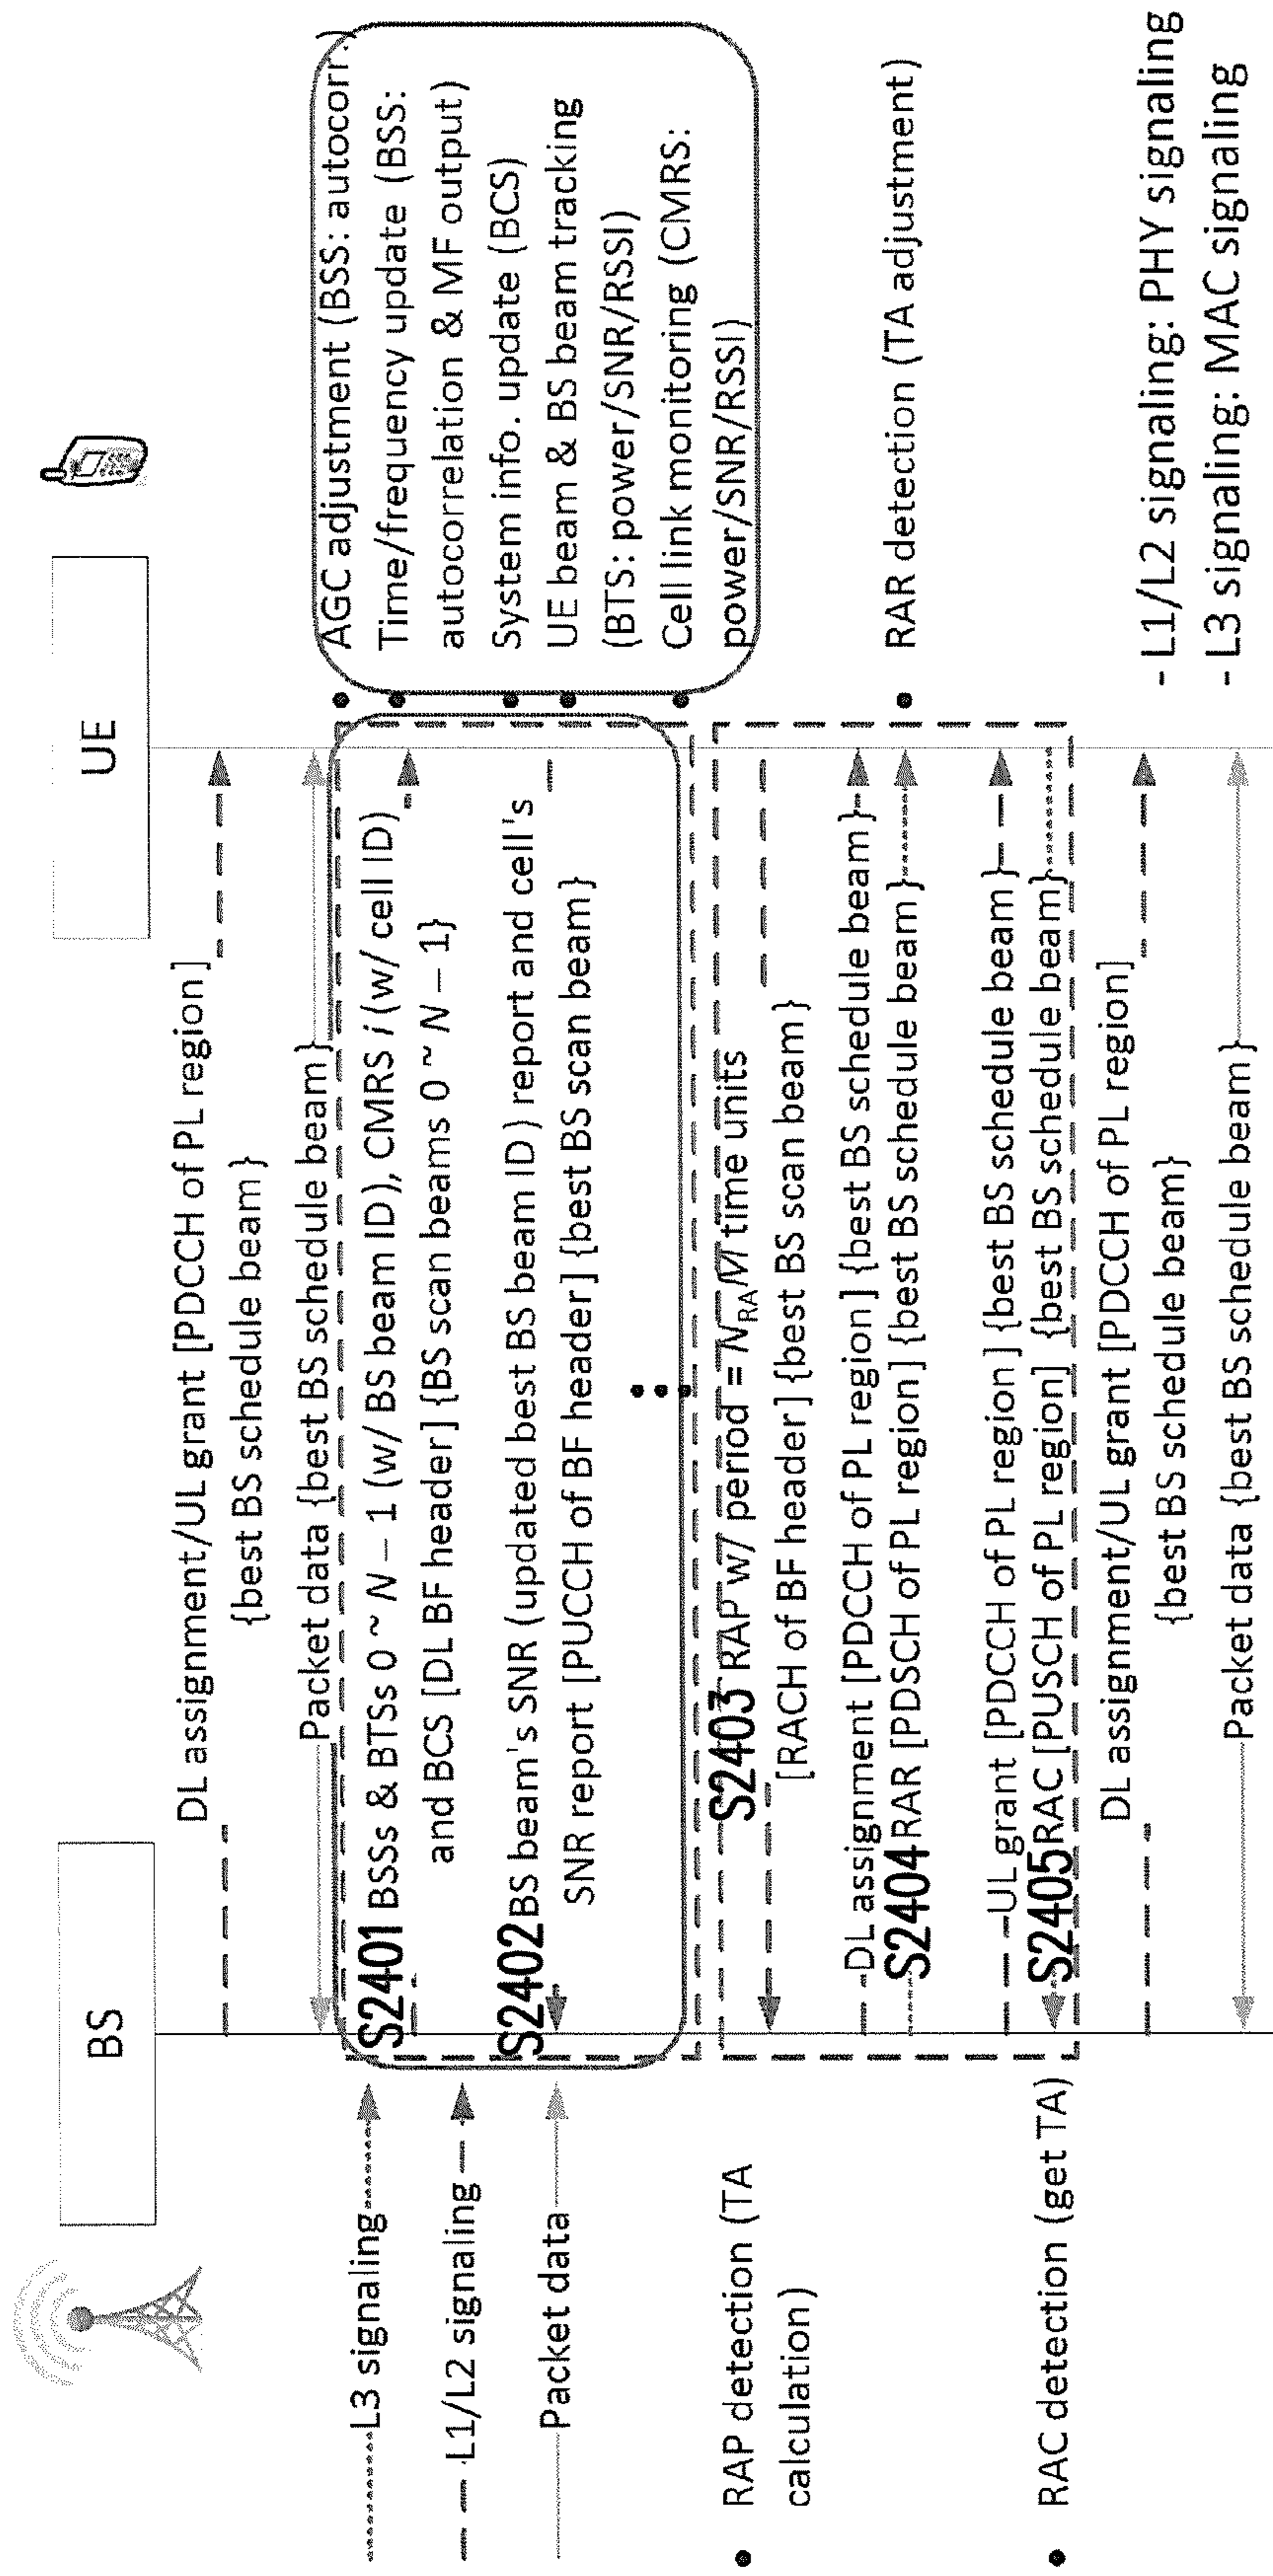 BS
UE
DL assignment/UL grant [PDCCH of PL region]
{best BS schedule beam}
Packet data {best BS schedule beam}
L3 signaling
L1/L2 signaling
Packet data
S2401 BSSs & BTSs 0 ~ N − 1 (w/ BS beam ID), CMRS i (w/ cell ID)
and BCS [DL BF header] {BS scan beams 0 ~ N − 1}
S2402 BS beam's SNR (updated best BS beam ID) report and cell's
SNR report [PUCCH of BF header] {best BS scan beam}
• AGC adjustment (BSS: autocorr.)
• Time/frequency update (BSS:
autocorrelation & MF output)
• System info. update (BCS)
• UE beam & BS beam tracking
(BTS: power/SNR/RSSI)
• Cell link monitoring (CMRS:
power/SNR/RSSI)
• RAP detection (TA
calculation)
S2403 RAP w/ period = N_RA M time units
[RACH of BF header] {best BS scan beam}
DL assignment [PDCCH of PL region] {best BS schedule beam}
S2404 RAR [PDSCH of PL region] {best BS schedule beam}
• RAR detection (TA adjustment)
UL grant [PDCCH of PL region] {best BS schedule beam}
S2405 RAC [PUSCH of PL region] {best BS schedule beam}
• RAC detection (get TA)
DL assignment/UL grant [PDCCH of PL region]
{best BS schedule beam}
Packet data {best BS schedule beam}
- L1/L2 signaling: PHY signaling
- L3 signaling: MAC signaling